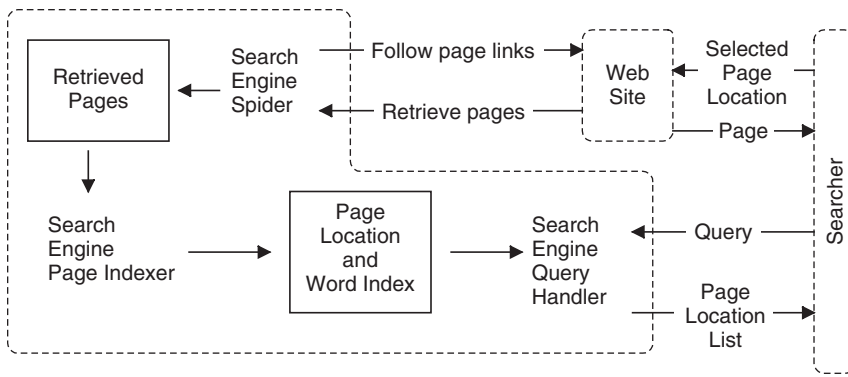 Retrieved
Pages
Search
Engine
Spider
Follow page links
Retrieve pages
Web
Site
Selected
Page
Location
Page
Searcher
Search
Engine
Page Indexer
Page
Location
and
Word Index
Search
Engine
Query
Handler
Query
Page
Location
List